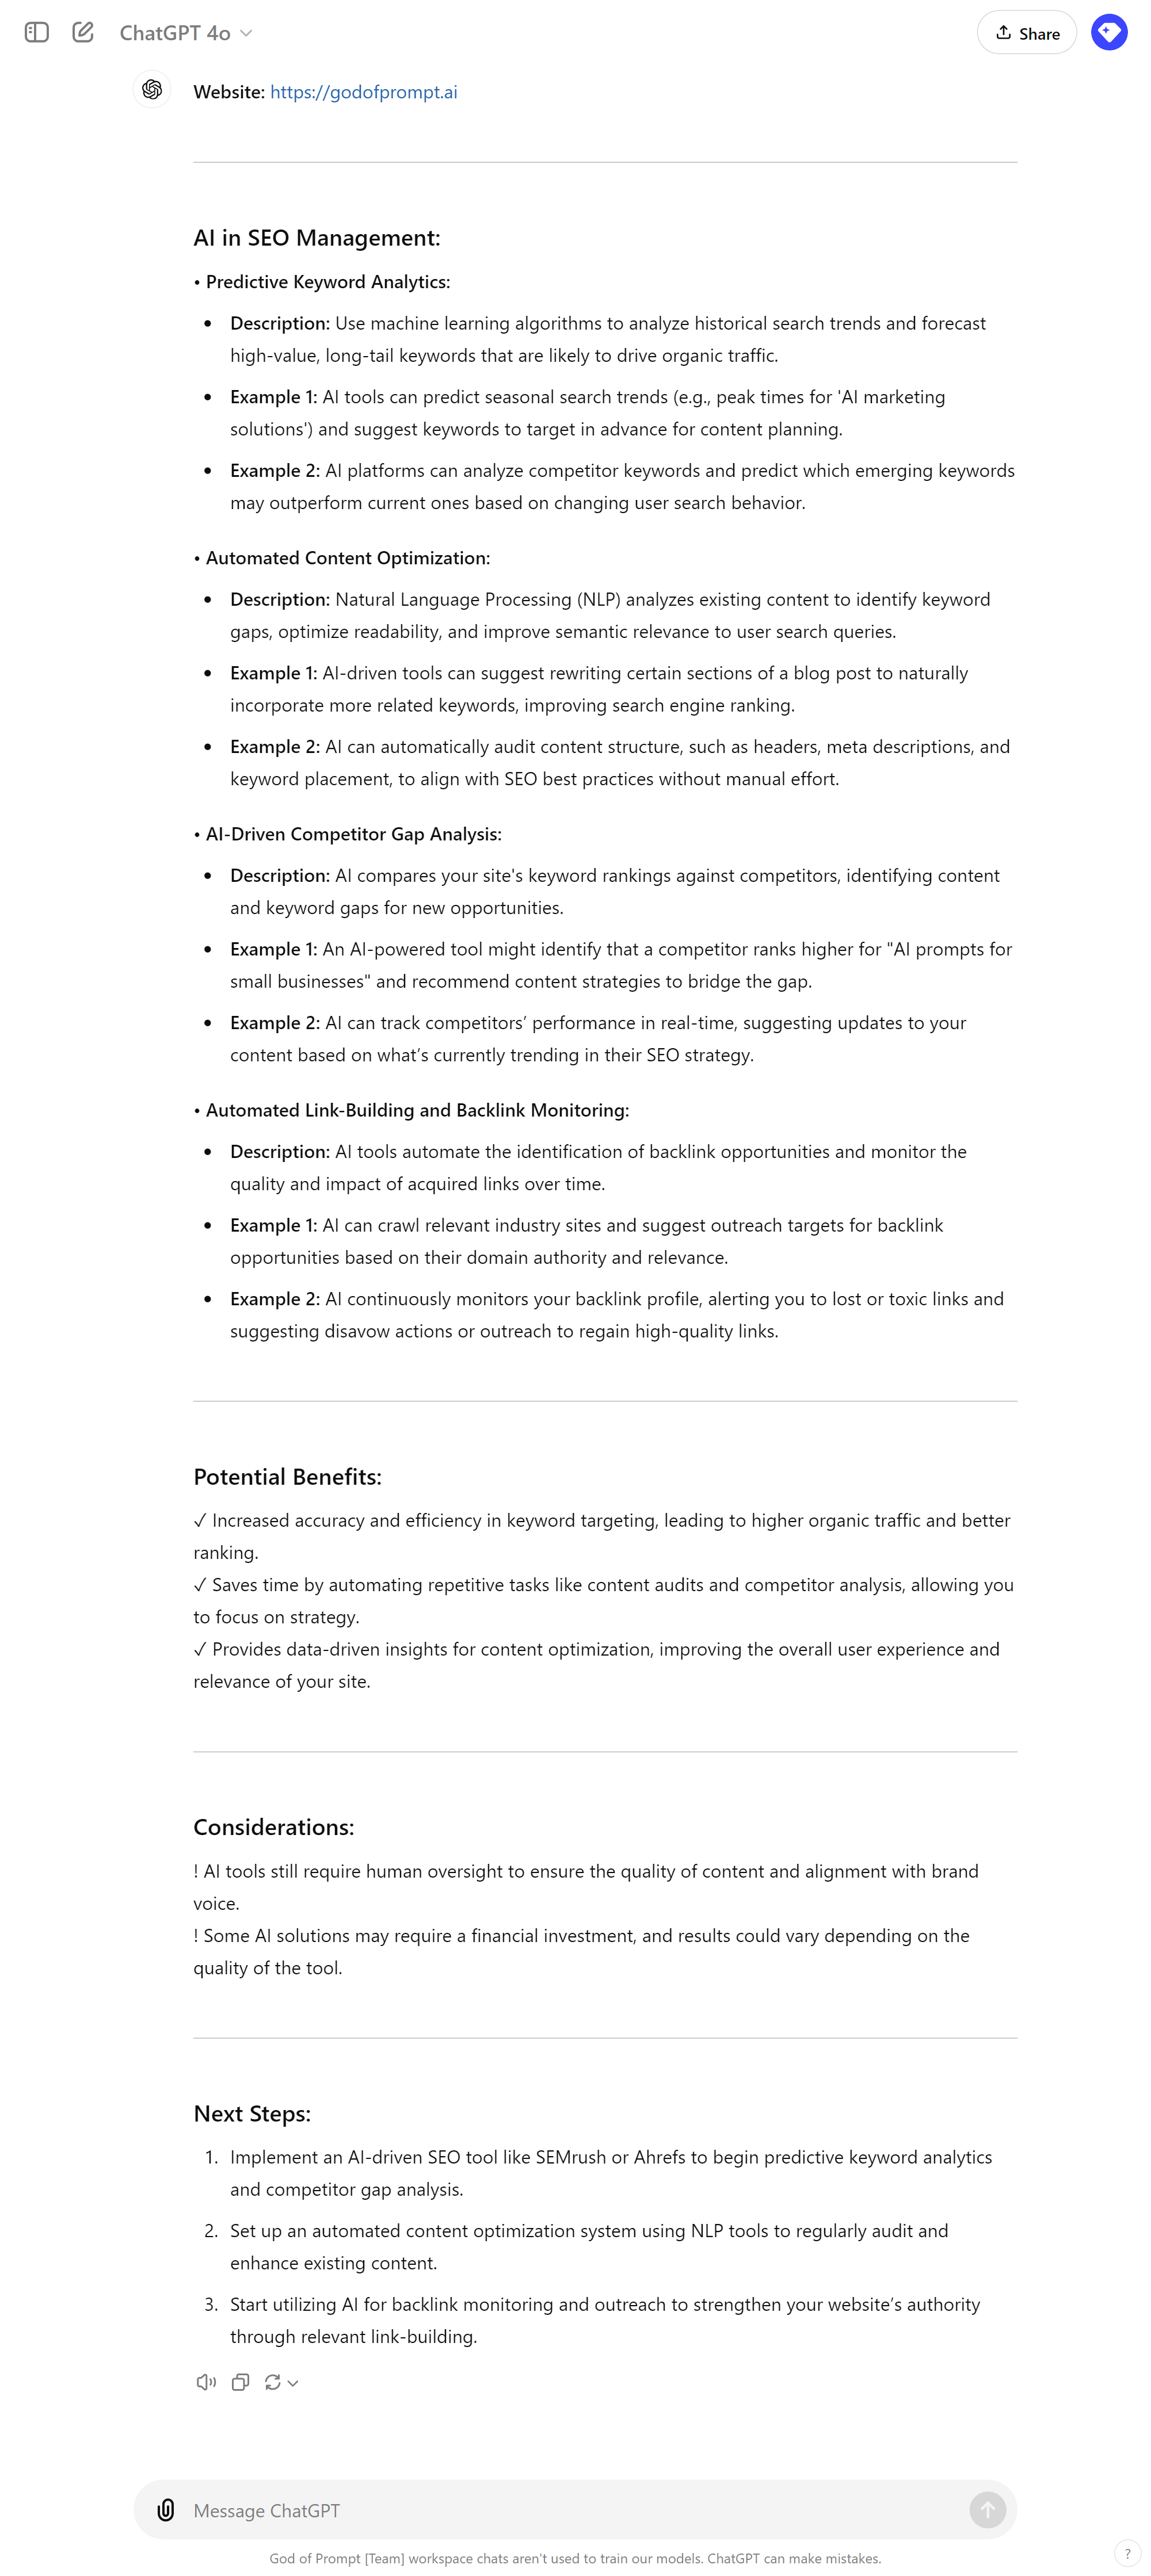 ChatGPT 4o
Share
Website: https://godofprompt.ai
AI in SEO Management:
• Predictive Keyword Analytics:
• Description: Use machine learning algorithms to analyze historical search trends and forecast
high-value, long-tail keywords that are likely to drive organic traffic.
• Example 1: AI tools can predict seasonal search trends (e.g., peak times for 'AI marketing
solutions') and suggest keywords to target in advance for content planning.
• Example 2: AI platforms can analyze competitor keywords and predict which emerging keywords
may outperform current ones based on changing user search behavior.
• Automated Content Optimization:
• Description: Natural Language Processing (NLP) analyzes existing content to identify keyword
gaps, optimize readability, and improve semantic relevance to user search queries.
• Example 1: AI-driven tools can suggest rewriting certain sections of a blog post to naturally
incorporate more related keywords, improving search engine ranking.
• Example 2: AI can automatically audit content structure, such as headers, meta descriptions, and
keyword placement, to align with SEO best practices without manual effort.
• AI-Driven Competitor Gap Analysis:
• Description: AI compares your site's keyword rankings against competitors, identifying content
and keyword gaps for new opportunities.
• Example 1: An AI-powered tool might identify that a competitor ranks higher for "AI prompts for
small businesses" and recommend content strategies to bridge the gap.
• Example 2: AI can track competitors’ performance in real-time, suggesting updates to your
content based on what’s currently trending in their SEO strategy.
• Automated Link-Building and Backlink Monitoring:
• Description: AI tools automate the identification of backlink opportunities and monitor the
quality and impact of acquired links over time.
• Example 1: AI can crawl relevant industry sites and suggest outreach targets for backlink
opportunities based on their domain authority and relevance.
• Example 2: AI continuously monitors your backlink profile, alerting you to lost or toxic links and
suggesting disavow actions or outreach to regain high-quality links.
Potential Benefits:
✓ Increased accuracy and efficiency in keyword targeting, leading to higher organic traffic and better
ranking.
✓ Saves time by automating repetitive tasks like content audits and competitor analysis, allowing you
to focus on strategy.
✓ Provides data-driven insights for content optimization, improving the overall user experience and
relevance of your site.
Considerations:
! AI tools still require human oversight to ensure the quality of content and alignment with brand
voice.
! Some AI solutions may require a financial investment, and results could vary depending on the
quality of the tool.
Next Steps:
1. Implement an AI-driven SEO tool like SEMrush or Ahrefs to begin predictive keyword analytics
and competitor gap analysis.
2. Set up an automated content optimization system using NLP tools to regularly audit and
enhance existing content.
3. Start utilizing AI for backlink monitoring and outreach to strengthen your website’s authority
through relevant link-building.
Message ChatGPT
God of Prompt [Team] workspace chats aren't used to train our models. ChatGPT can make mistakes.
?